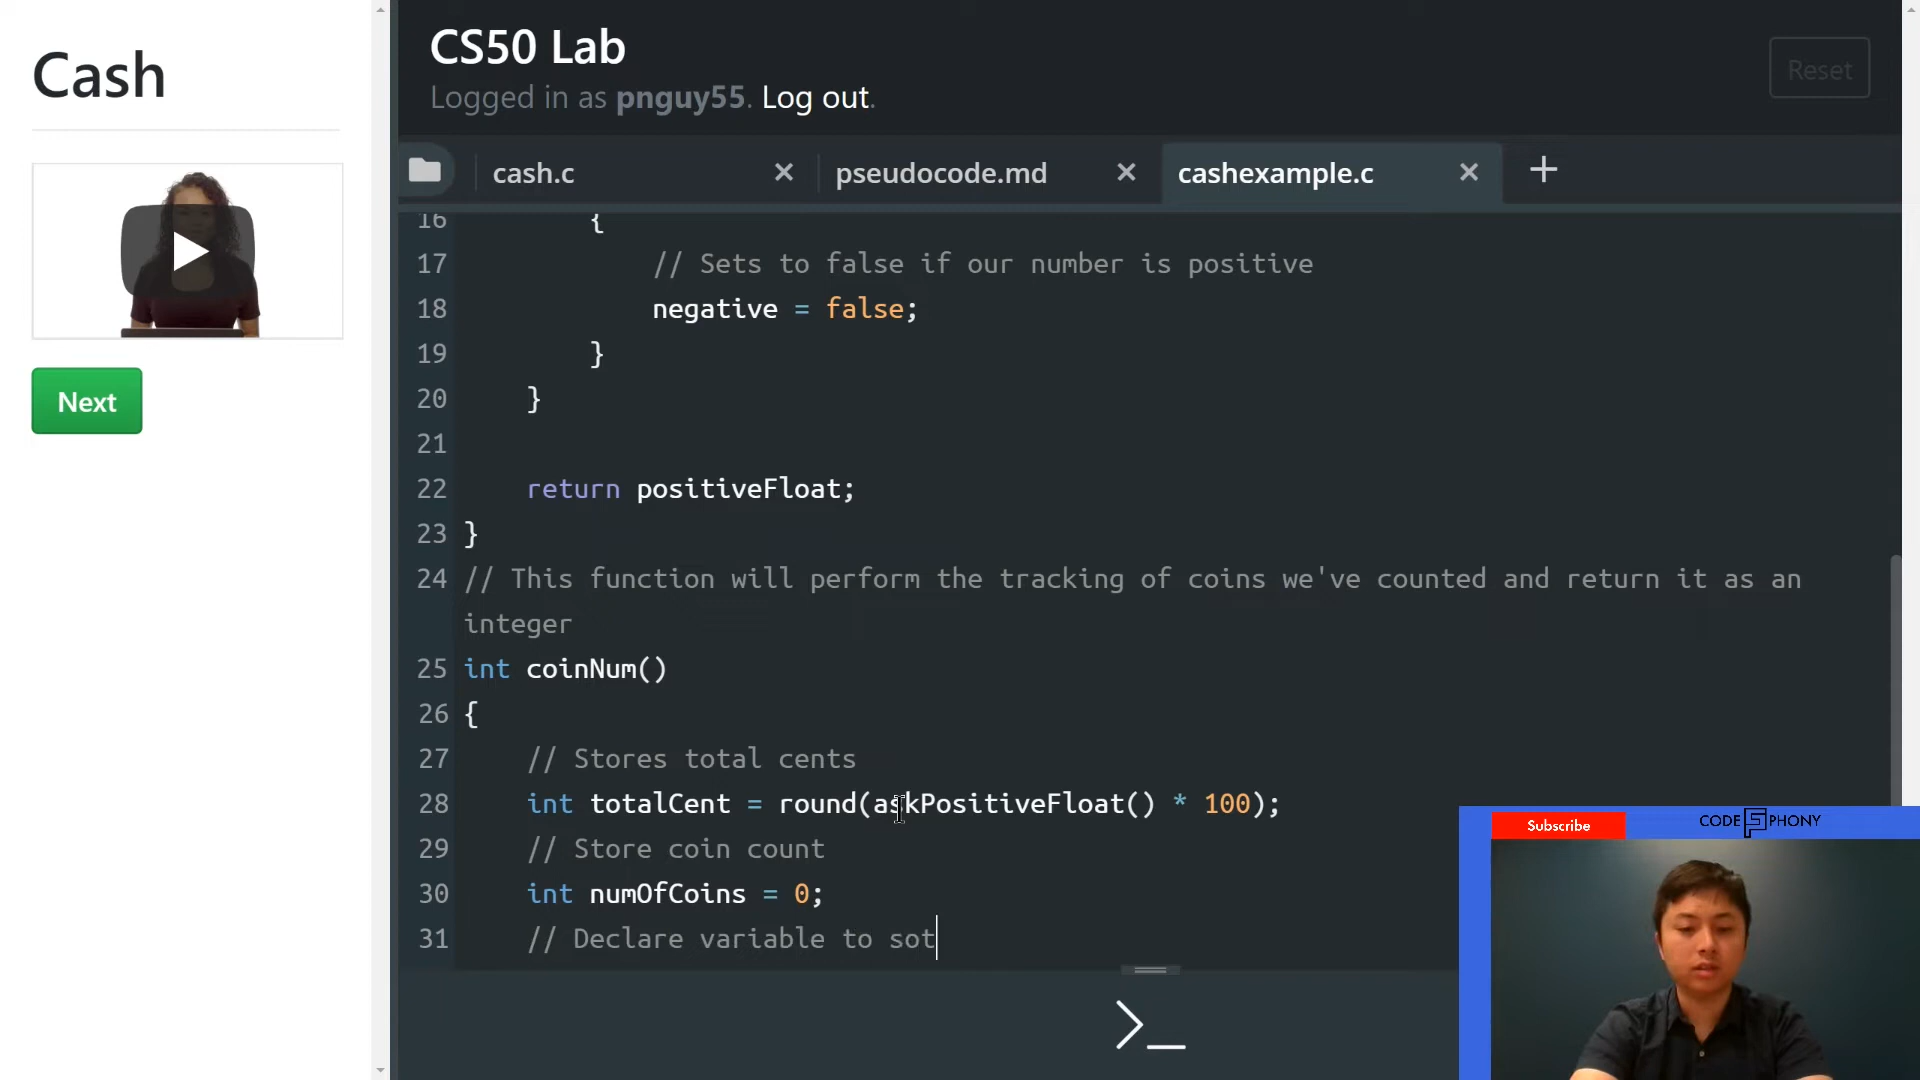 Cash
Next
CS50 Lab
Logged in as pnguy55. Log out.
Reset
cash.c
pseudocode.md
cashexample.c
16 {
17 // Sets to false if our number is positive
18 negative = false;
19 }
20 }
21
22 return positiveFloat;
23 }
24 // This function will perform the tracking of coins we've counted and return it as an
integer
25 int coinNum()
26 {
27 // Stores total cents
28 int totalCent = round(askPositiveFloat() * 100);
29 // Store coin count
30 int numOfCoins = 0;
31 // Declare variable to sot
>_
Subscribe
CODE PHONY